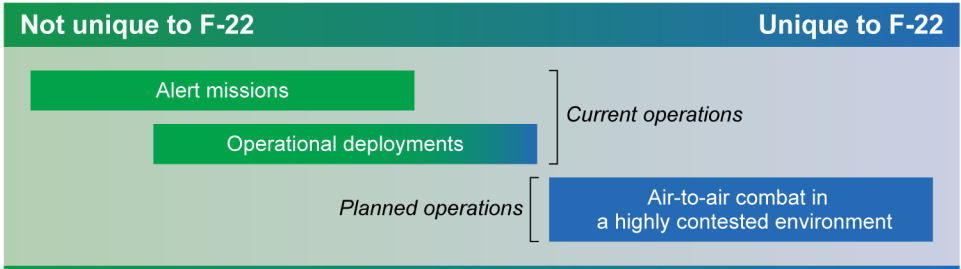 Not unique to F-22
Unique to F-22
Alert missions
Operational deployments
Current operations
Planned operations
Air-to-air combat in
a highly contested environment